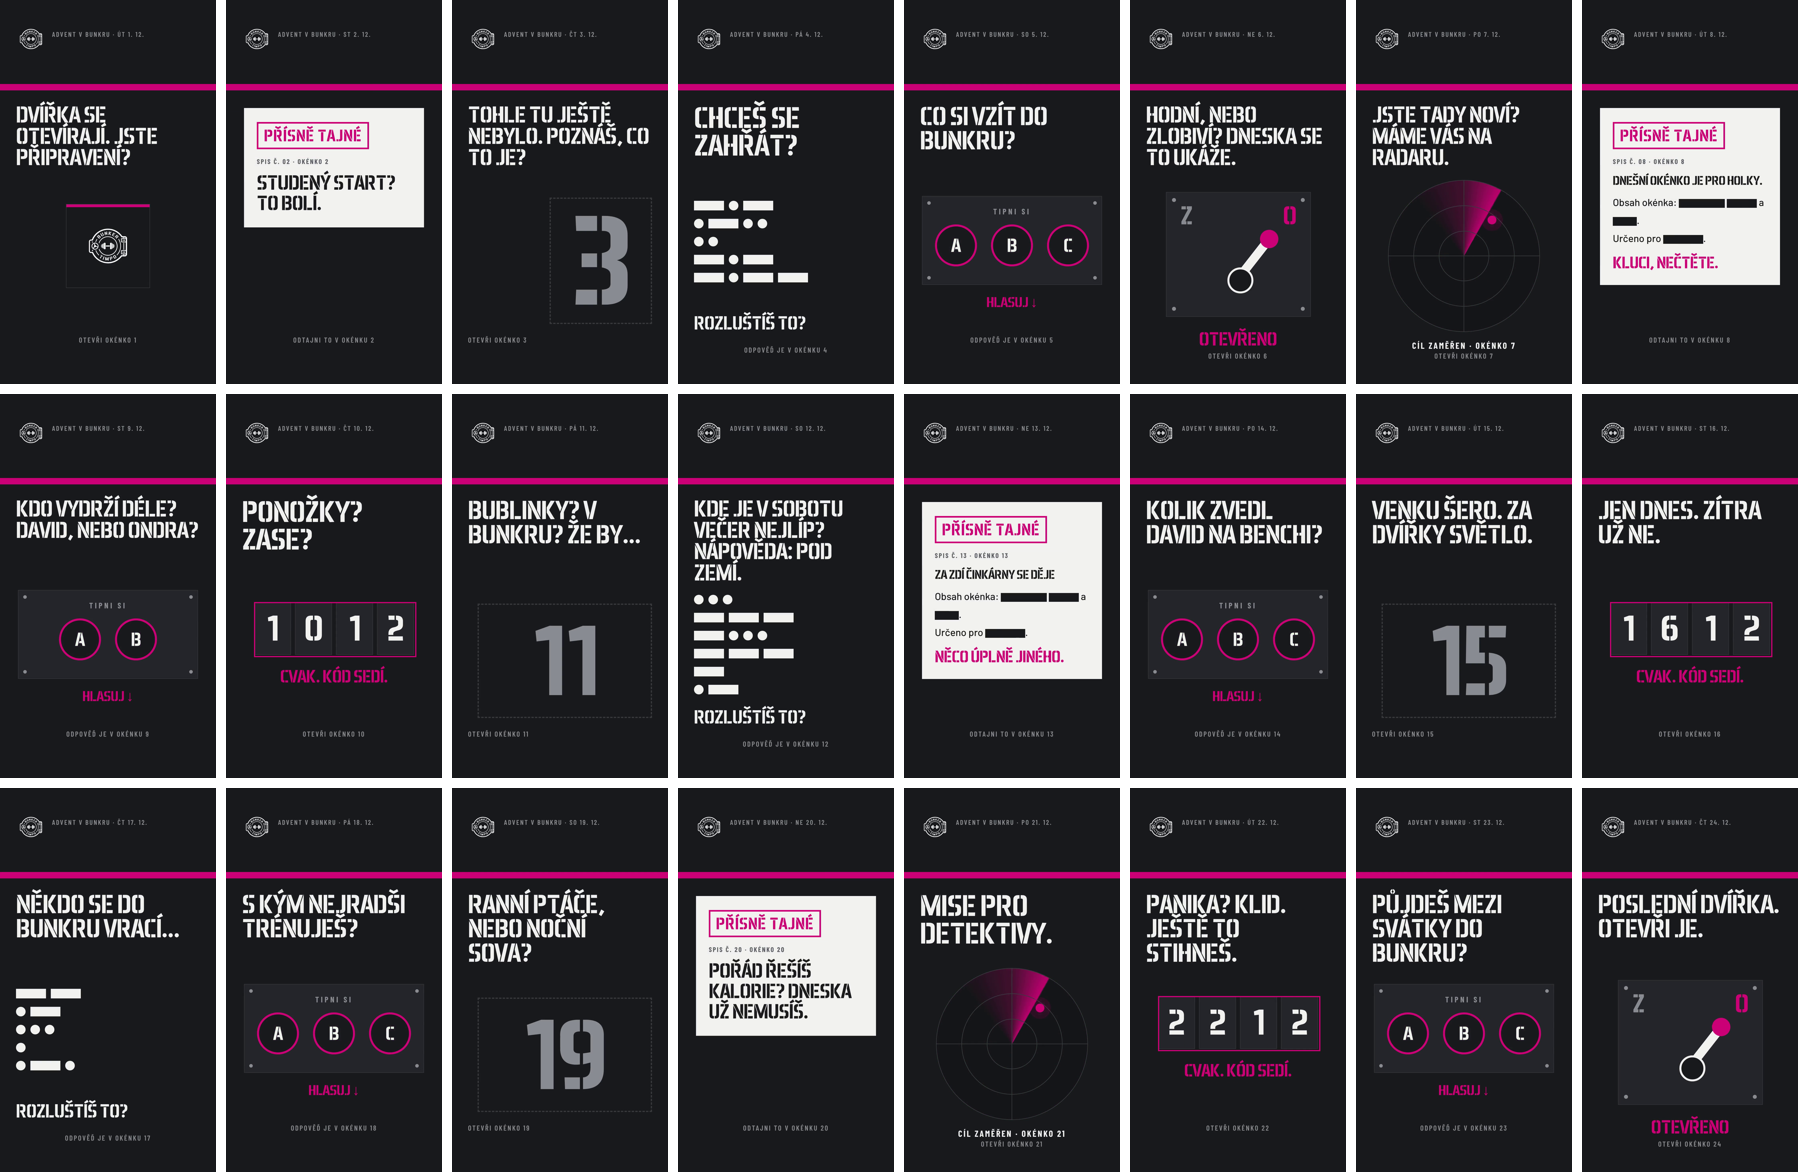 ADVENT V BUNKRU · ÚT 1. 12.
DVÍŘKA SE
OTEVÍRAJÍ. JSTE
PŘIPRAVENÍ?
BUNKER
TIMPO
OTEVŘI OKÉNKO 1
ADVENT V BUNKRU · ST 2. 12.
PŘÍSNĚ TAJNÉ
SPIS Č. 02 · OKÉNKO 2
STUDENÝ START?
TO BOLÍ.
ODTAJNI TO V OKÉNKU 2
ADVENT V BUNKRU · ČT 3. 12.
TOHLE TU JEŠTĚ
NEBYLO. POZNÁŠ, CO
TO JE?
3
OTEVŘI OKÉNKO 3
ADVENT V BUNKRU · PÁ 4. 12.
CHCEŠ SE
ZAHŘÁT?
ROZLUŠTÍŠ TO?
ODPOVĚĎ JE V OKÉNKU 4
ADVENT V BUNKRU · SO 5. 12.
CO SI VZÍT DO
BUNKRU?
TIPNI SI
A B C
HLASUJ ↓
ODPOVĚĎ JE V OKÉNKU 5
ADVENT V BUNKRU · NE 6. 12.
HODNÍ, NEBO
ZLOBIVÍ? DNESKA SE
TO UKÁŽE.
Z O
OTEVŘENO
OTEVŘI OKÉNKO 6
ADVENT V BUNKRU · PO 7. 12.
JSTE TADY NOVÍ?
MÁME VÁS NA
RADARU.
CÍL ZAMĚŘEN · OKÉNKO 7
OTEVŘI OKÉNKO 7
ADVENT V BUNKRU · ÚT 8. 12.
PŘÍSNĚ TAJNÉ
SPIS Č. 08 · OKÉNKO 8
DNEŠNÍ OKÉNKO JE PRO HOLKY.
Obsah okénka: a
.
Určeno pro .
KLUCI, NEČTĚTE.
ODTAJNI TO V OKÉNKU 8
ADVENT V BUNKRU · ST 9. 12.
KDO VYDRŽÍ DÉLE?
DAVID, NEBO ONDRA?
TIPNI SI
A B
HLASUJ ↓
ODPOVĚĎ JE V OKÉNKU 9
ADVENT V BUNKRU · ČT 10. 12.
PONOŽKY?
ZASE?
1 0 1 2
CVAK. KÓD SEDÍ.
OTEVŘI OKÉNKO 10
ADVENT V BUNKRU · PÁ 11. 12.
BUBLINKY? V
BUNKRU? ŽE BY...
11
OTEVŘI OKÉNKO 11
ADVENT V BUNKRU · SO 12. 12.
KDE JE V SOBOTU
VEČER NEJLÍP?
NÁPOVĚDA: POD
ZEMÍ.
ROZLUŠTÍŠ TO?
ODPOVĚĎ JE V OKÉNKU 12
ADVENT V BUNKRU · NE 13. 12.
PŘÍSNĚ TAJNÉ
SPIS Č. 13 · OKÉNKO 13
ZA ZDÍ ČINKÁRNY SE DĚJE
Obsah okénka: a
.
Určeno pro .
NĚCO ÚPLNĚ JINÉHO.
ODTAJNI TO V OKÉNKU 13
ADVENT V BUNKRU · PO 14. 12.
KOLIK ZVEDL
DAVID NA BENCHI?
TIPNI SI
A B C
HLASUJ ↓
ODPOVĚĎ JE V OKÉNKU 14
ADVENT V BUNKRU · ÚT 15. 12.
VENKU ŠERO. ZA
DVÍŘKY SVĚTLO.
15
OTEVŘI OKÉNKO 15
ADVENT V BUNKRU · ST 16. 12.
JEN DNES. ZÍTRA
UŽ NE.
1 6 1 2
CVAK. KÓD SEDÍ.
OTEVŘI OKÉNKO 16
ADVENT V BUNKRU · ČT 17. 12.
NĚKDO SE DO
BUNKRU VRACÍ...
ROZLUŠTÍŠ TO?
ODPOVĚĎ JE V OKÉNKU 17
ADVENT V BUNKRU · PÁ 18. 12.
S KÝM NEJRADŠI
TRÉNUJEŠ?
TIPNI SI
A B C
HLASUJ ↓
ODPOVĚĎ JE V OKÉNKU 18
ADVENT V BUNKRU · SO 19. 12.
RANNÍ PTÁČE,
NEBO NOČNÍ
SOVA?
19
OTEVŘI OKÉNKO 19
ADVENT V BUNKRU · NE 20. 12.
PŘÍSNĚ TAJNÉ
SPIS Č. 20 · OKÉNKO 20
POŘÁD ŘEŠÍŠ
KALORIE? DNESKA
UŽ NEMUSÍŠ.
ODTAJNI TO V OKÉNKU 20
ADVENT V BUNKRU · PO 21. 12.
MISE PRO
DETEKTIVY.
CÍL ZAMĚŘEN · OKÉNKO 21
OTEVŘI OKÉNKO 21
ADVENT V BUNKRU · ÚT 22. 12.
PANIKA? KLID.
JEŠTĚ TO
STIHNEŠ.
2 2 1 2
CVAK. KÓD SEDÍ.
OTEVŘI OKÉNKO 22
ADVENT V BUNKRU · ST 23. 12.
PŮJDEŠ MEZI
SVÁTKY DO
BUNKRU?
TIPNI SI
A B C
HLASUJ ↓
ODPOVĚĎ JE V OKÉNKU 23
ADVENT V BUNKRU · ČT 24. 12.
POSLEDNÍ DVÍŘKA.
OTEVŘI JE.
Z O
OTEVŘENO
OTEVŘI OKÉNKO 24